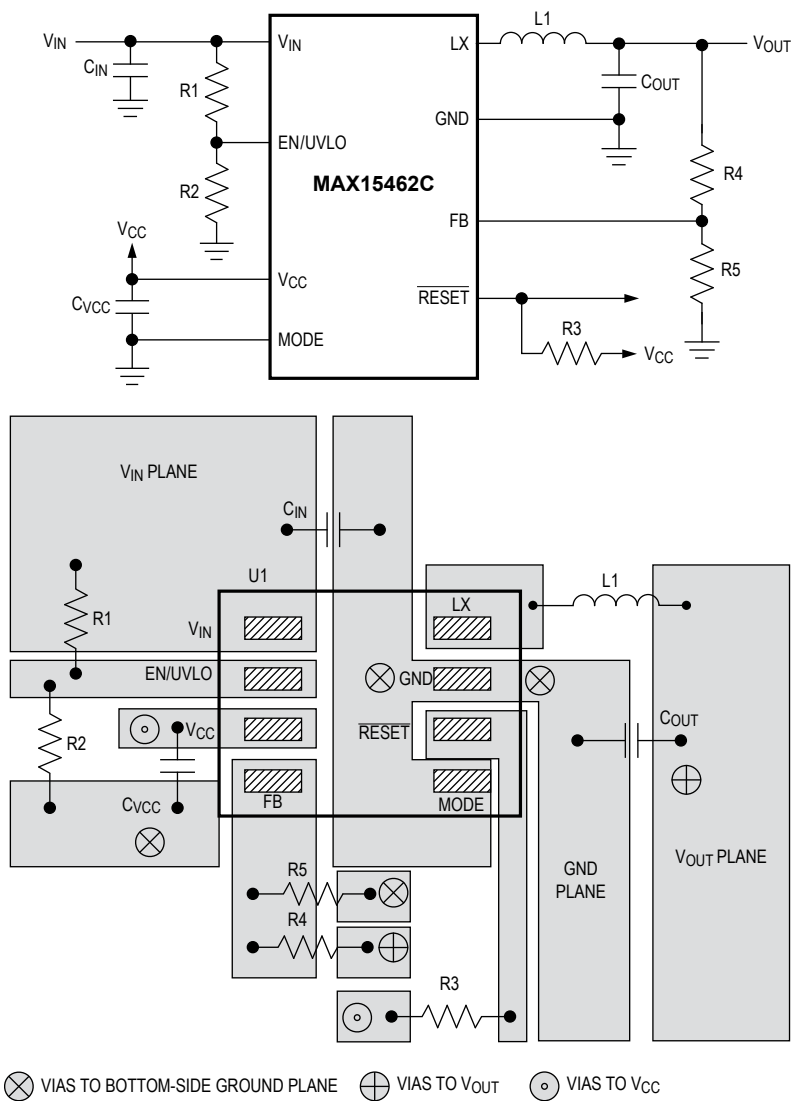 L1
VIN
VIN
LX
VOUT
CIN
COUT
R1
GND
EN/UVLO
R4
MAX15462C
R2
FB
VCC
R5
VCC
RESET
CVCC
R3
MODE
VCC
VIN PLANE
CIN
U1
L1
LX
R1
VIN
EN/UVLO
GND
COUT
VCC
RESET
R2
CVCC
FB
MODE
VOUT PLANE
GND
PLANE
R5
R4
R3
VIAS TO BOTTOM-SIDE GROUND PLANE
VIAS TO VOUT
VIAS TO VCC